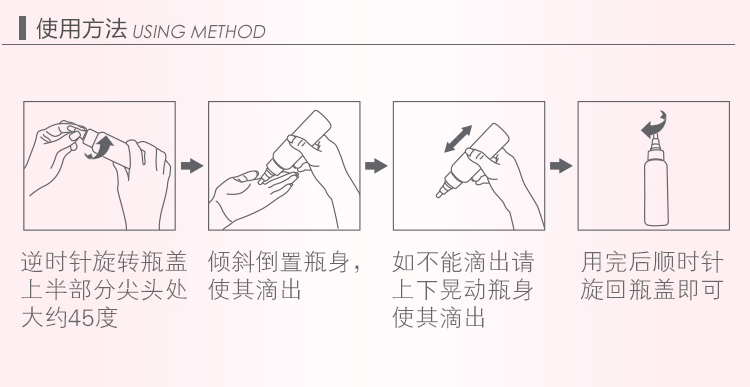 使用方法 USING METHOD
逆时针旋转瓶盖
上半部分尖头处
大约45度
倾斜倒置瓶身，
使其滴出
如不能滴出请
上下晃动瓶身
使其滴出
用完后顺时针
旋回瓶盖即可